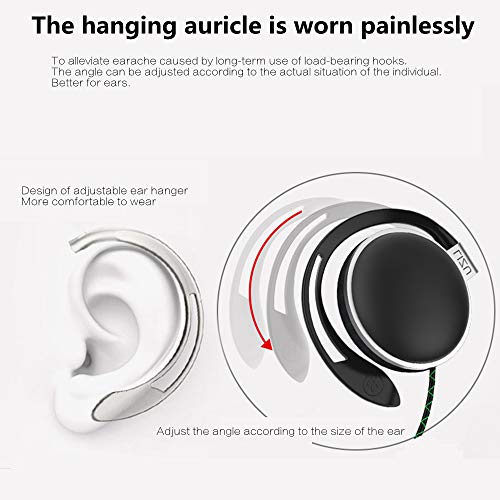 The hanging auricle is worn painlessly
To alleviate earache caused by long-term use of load-bearing hooks.
The angle can be adjusted according to the actual situation of the individual.
Better for ears.
Design of adjustable ear hanger
More comfortable to wear
Adjust the angle according to the size of the ear